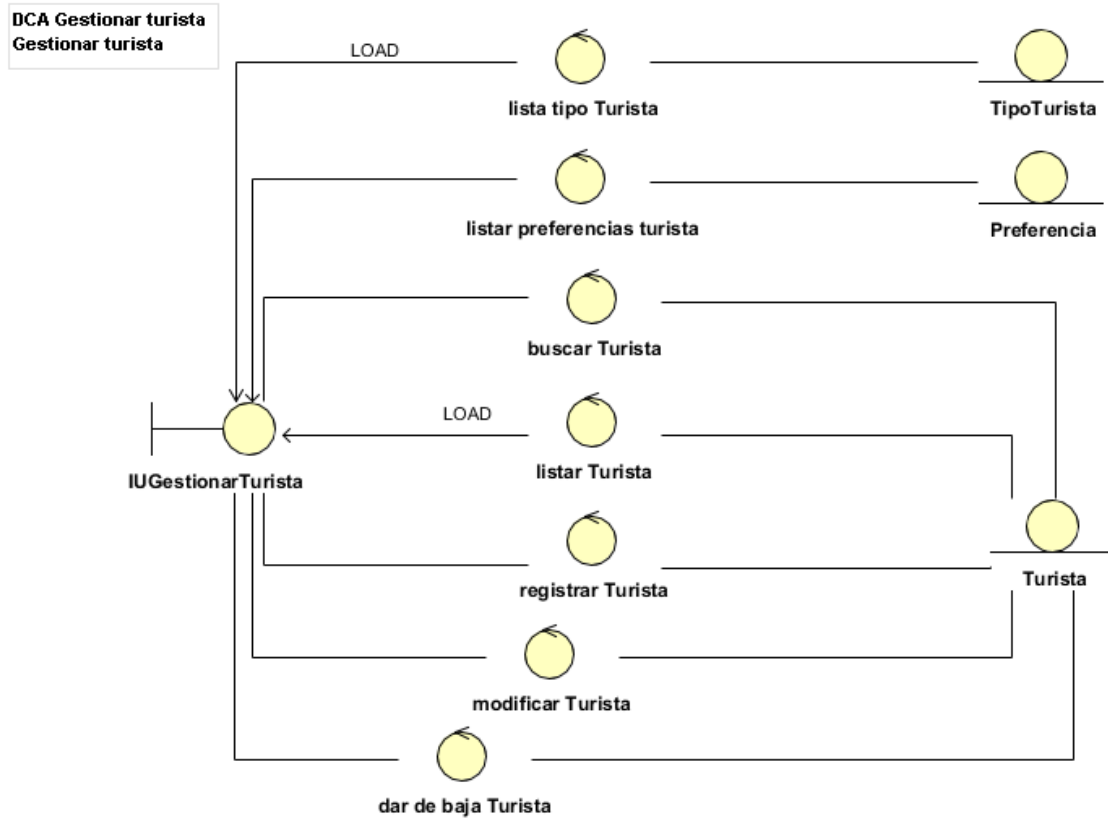 DCA Gestionar turista
Gestionar turista
LOAD
lista tipo Turista
TipoTurista
listar preferencias turista
Preferencia
buscar Turista
LOAD
IUGestionarTurista
listar Turista
registrar Turista
Turista
modificar Turista
dar de baja Turista